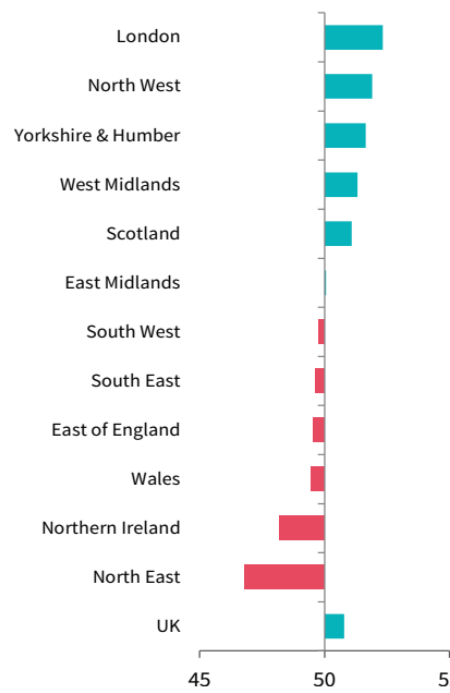 London
North West
Yorkshire & Humber
West Midlands
Scotland
East Midlands
South West
South East
East of England
Wales
Northern Ireland
North East
UK
45 50 5